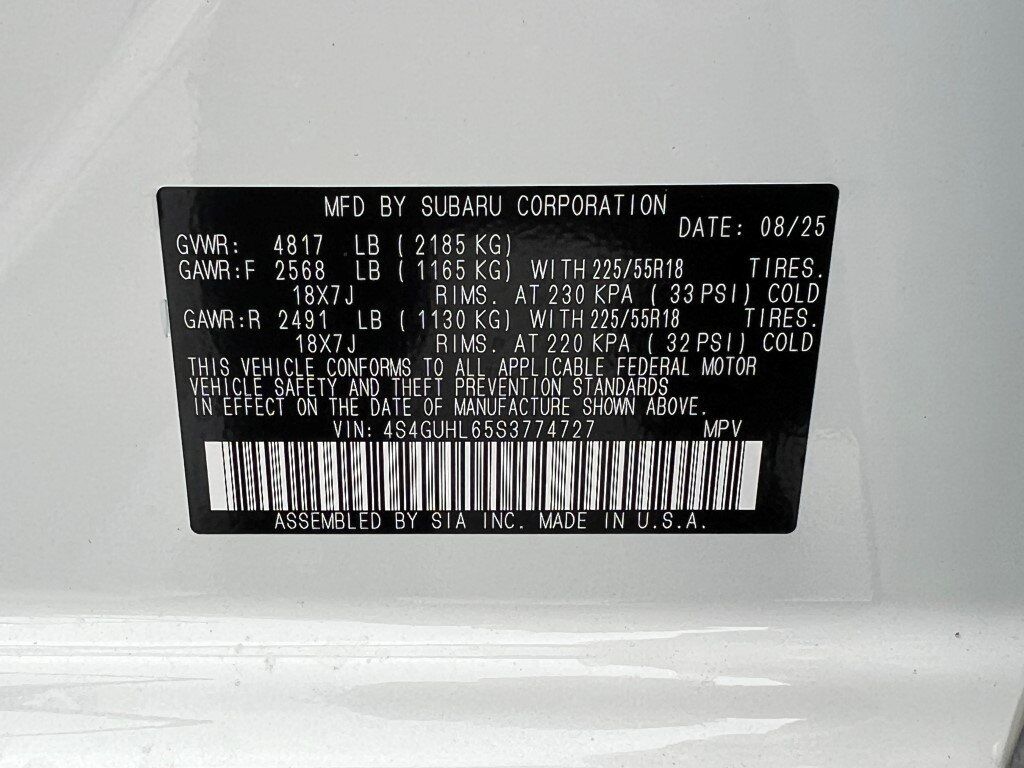 MFD BY SUBARU CORPORATION
DATE: 08/25
GVWR: 4817 LB ( 2185 KG)
GAWR:F 2568 LB ( 1165 KG) WITH 225/55R18 TIRES.
18X7J RIMS. AT 230 KPA ( 33 PSI) COLD
GAWR:R 2491 LB ( 1130 KG) WITH 225/55R18 TIRES.
18X7J RIMS. AT 220 KPA ( 32 PSI) COLD
THIS VEHICLE CONFORMS TO ALL APPLICABLE FEDERAL MOTOR
VEHICLE SAFETY AND THEFT PREVENTION STANDARDS
IN EFFECT ON THE DATE OF MANUFACTURE SHOWN ABOVE.
VIN: 4S4GUHL65S3774727 MPV
ASSEMBLED BY SIA INC. MADE IN U.S.A.